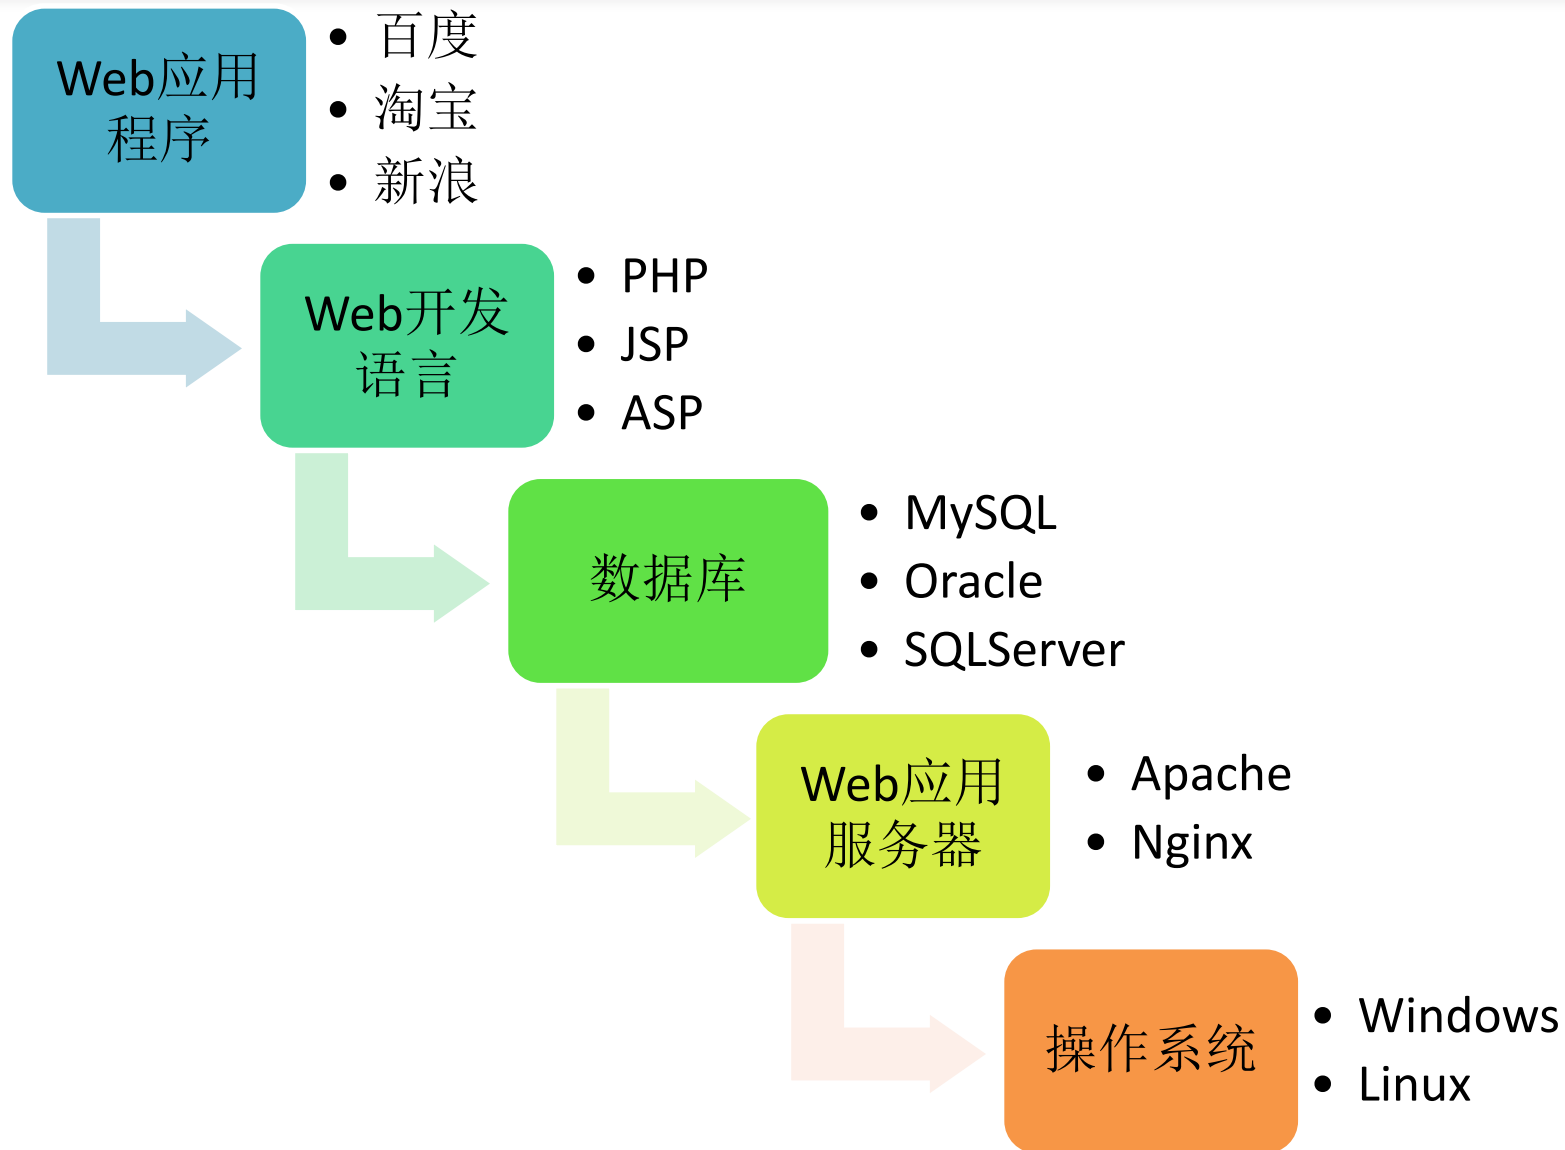 Web应用
程序
• 百度
• 淘宝
• 新浪
Web开发
语言
• PHP
• JSP
• ASP
数据库
• MySQL
• Oracle
• SQLServer
Web应用
服务器
• Apache
• Nginx
操作系统
• Windows
• Linux